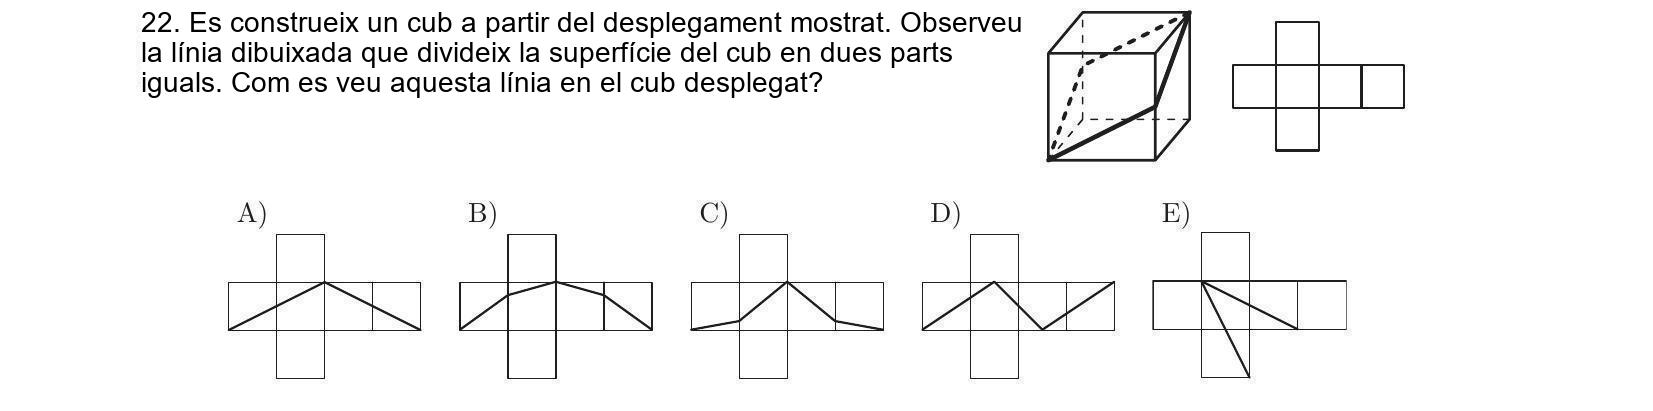 22. Es construeix un cub a partir del desplegament mostrat. Observeu
la línia dibuixada que divideix la superfície del cub en dues parts
iguals. Com es veu aquesta línia en el cub desplegat?
A) B) C) D) E)